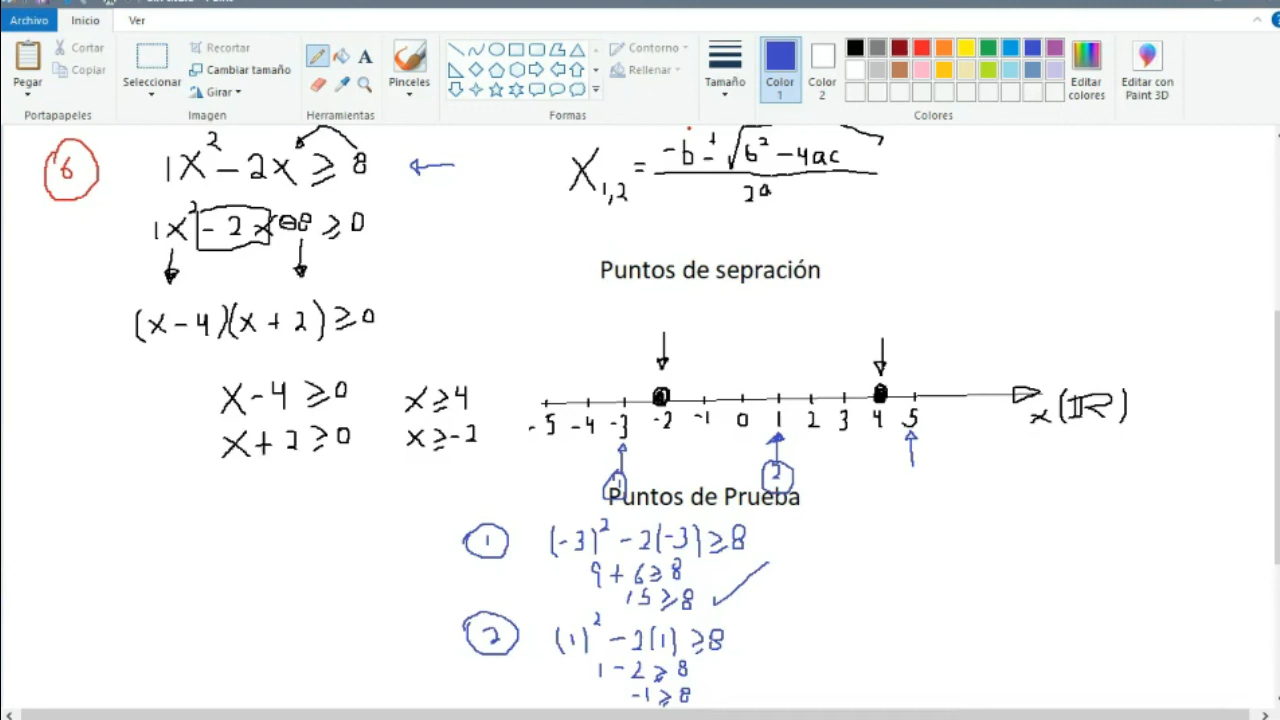 Archivo Inicio Ver
Pegar Cortar Copiar Seleccionar Recortar Cambiar tamaño Girar A Pinceles Contorno Rellenar Tamaño Color 1 Color 2 Editar colores Editar con Paint 3D
Portapapeles Imagen Herramientas Formas Colores
6 1x² - 2x ≥ 8 ←
X₁,₂ = -b ± √b² - 4ac / 2a
1x² - 2x - 8 ≥ 0
Puntos de sepración
(x - 4)(x + 2) ≥ 0
x - 4 ≥ 0 x ≥ 4
x + 2 ≥ 0 x ≥ -2
-5 -4 -3 -2 -1 0 1 2 3 4 5 x (ℝ)
1 2
Puntos de Prueba
1 (-3)² - 2(-3) ≥ 8
9 + 6 ≥ 8
15 ≥ 8 ✓
2 (1)² - 2(1) ≥ 8
1 - 2 ≥ 8
-1 ≥ 8